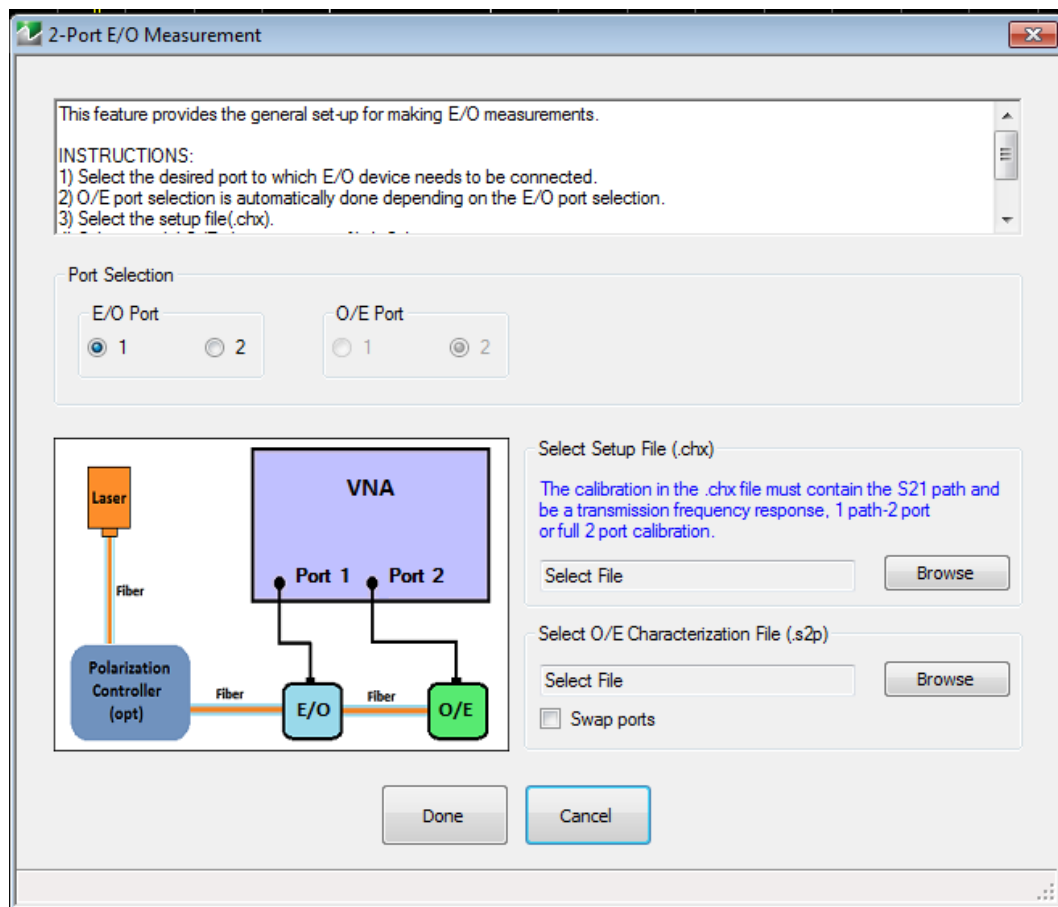 2-Port E/O Measurement
This feature provides the general set-up for making E/O measurements.
INSTRUCTIONS:
1) Select the desired port to which E/O device needs to be connected.
2) O/E port selection is automatically done depending on the E/O port selection.
3) Select the setup file(.chx).
Port Selection
E/O Port
1
2
O/E Port
1
2
Laser
Fiber
VNA
Port 1
Port 2
Polarization
Controller
(opt)
Fiber
E/O
Fiber
O/E
Select Setup File (.chx)
The calibration in the .chx file must contain the S21 path and
be a transmission frequency response, 1 path-2 port
or full 2 port calibration.
Select File
Browse
Select O/E Characterization File (.s2p)
Select File
Browse
Swap ports
Done
Cancel